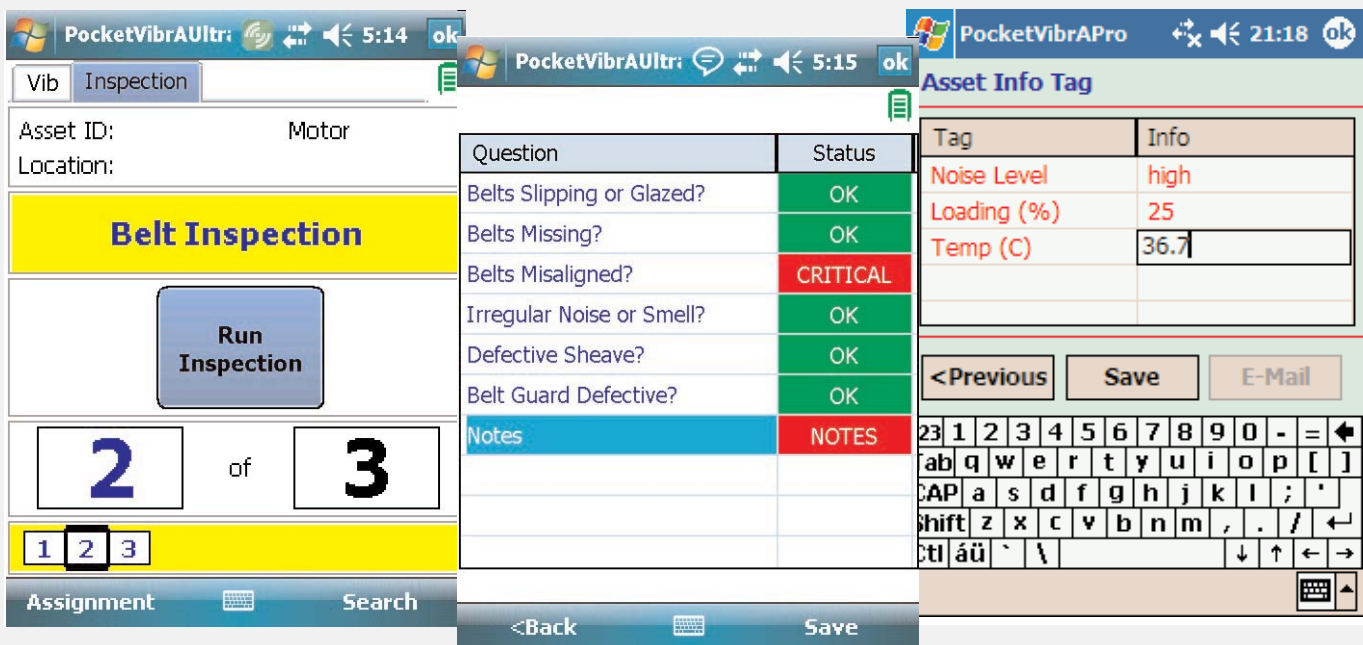 PocketVibrAUltr: 5:14 ok
Vib Inspection
Asset ID: Motor
Location:
Belt Inspection
Run
Inspection
2 of 3
1 2 3
Assignment Search
PocketVibrAUltr: 5:15 ok
Question Status
Belts Slipping or Glazed? OK
Belts Missing? OK
Belts Misaligned? CRITICAL
Irregular Noise or Smell? OK
Defective Sheave? OK
Belt Guard Defective? OK
Notes NOTES
<Back Save
PocketVibrAPro 21:18 ok
Asset Info Tag
Tag Info
Noise Level high
Loading (%) 25
Temp (C) 36.7
<Previous Save E-Mail
23 1 2 3 4 5 6 7 8 9 0 - =
Tab q w e r t y u i o p [ ]
CAP a s d f g h j k l ; '
Shift z x c v b n m , . /
Ctl áü ` \